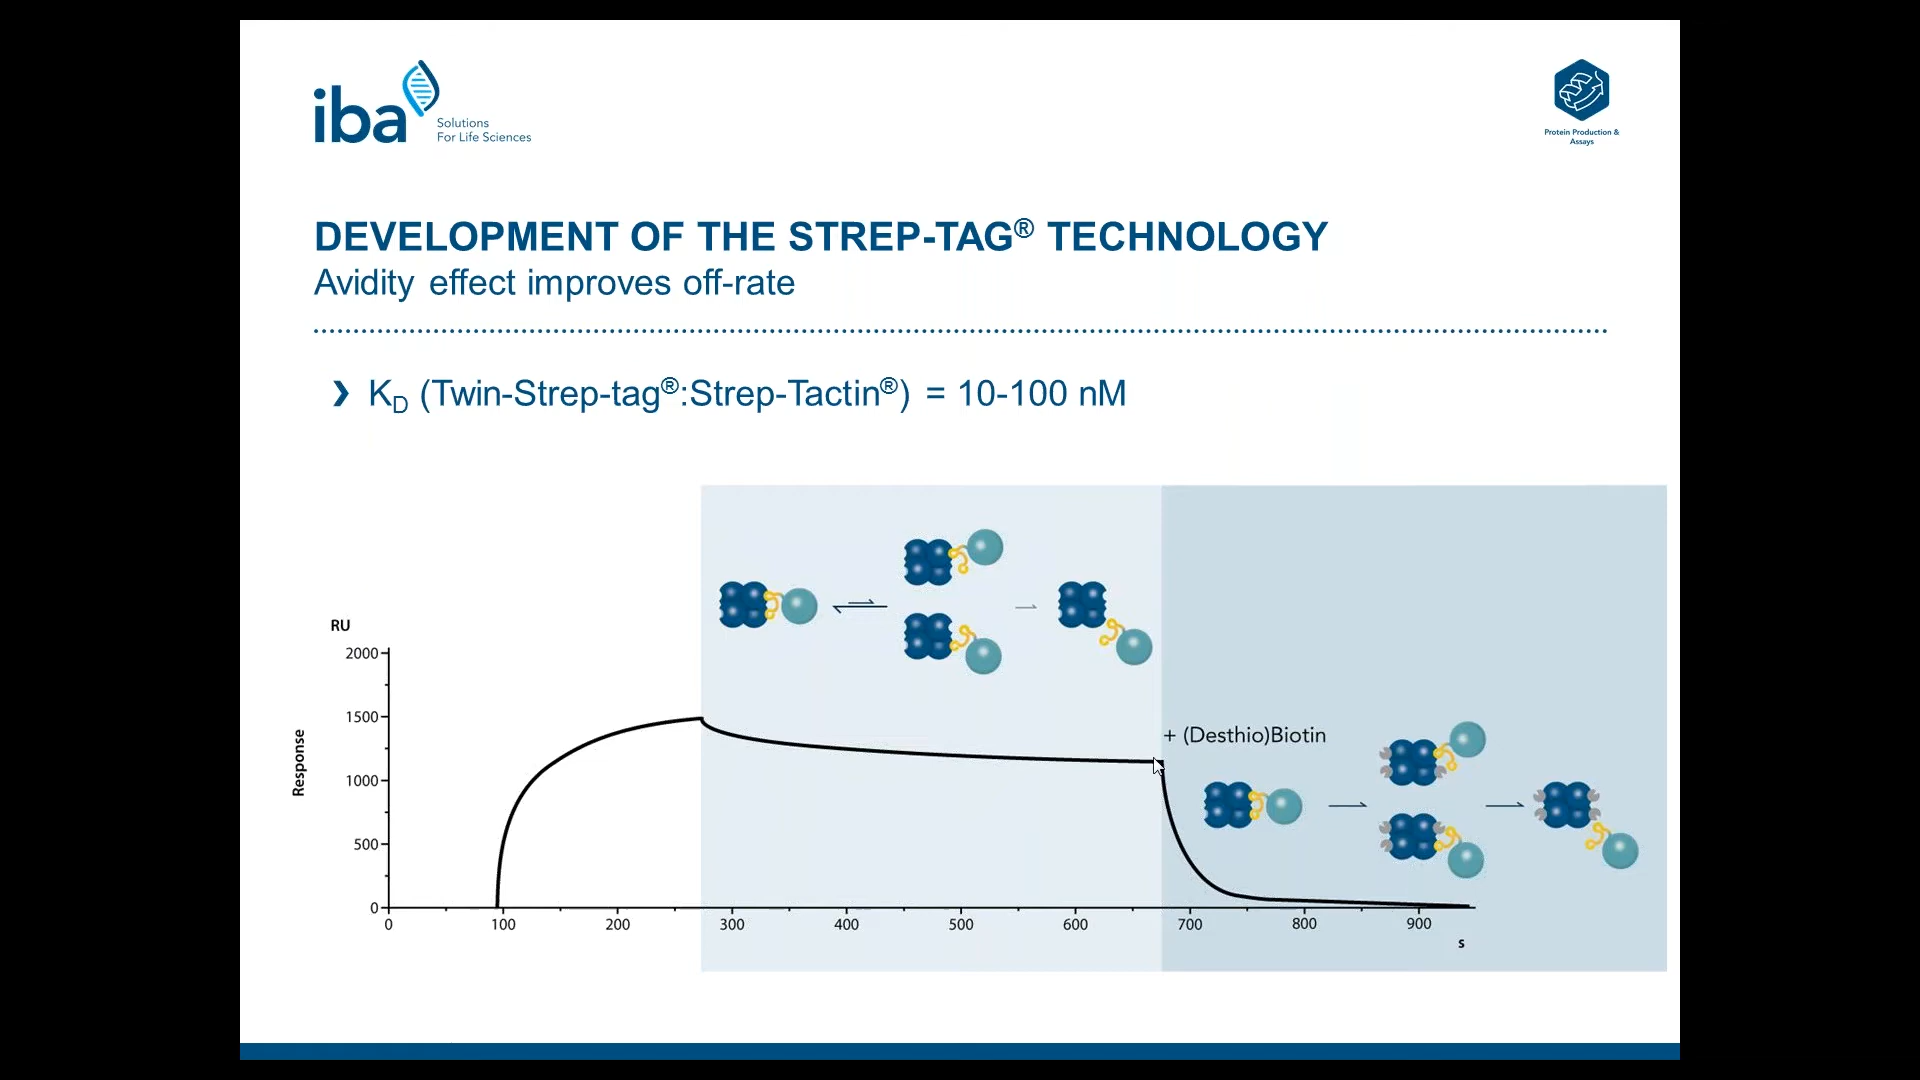 iba
Solutions
For Life Sciences
Protein Production &
Assays
DEVELOPMENT OF THE STREP-TAG® TECHNOLOGY
Avidity effect improves off-rate
❯ KD (Twin-Strep-tag®:Strep-Tactin®) = 10-100 nM
RU
2000
1500
1000
500
0
Response
+ (Desthio)Biotin
0 100 200 300 400 500 600 700 800 900
s